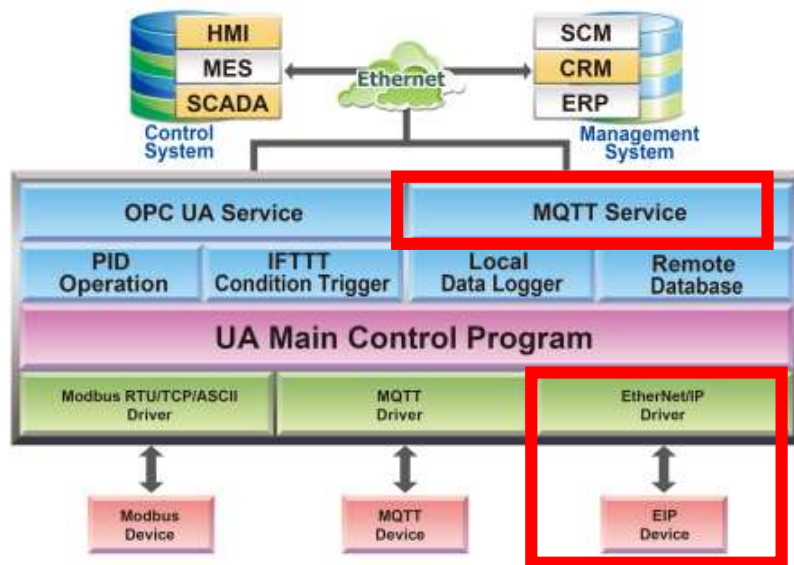 HMI
MES
SCADA
Control
System
Ethernet
SCM
CRM
ERP
Management
System
OPC UA Service
MQTT Service
PID
Operation
IFTTT
Condition Trigger
Local
Data Logger
Remote
Database
UA Main Control Program
Modbus RTU/TCP/ASCII
Driver
MQTT
Driver
EtherNet/IP
Driver
Modbus
Device
MQTT
Device
EIP
Device